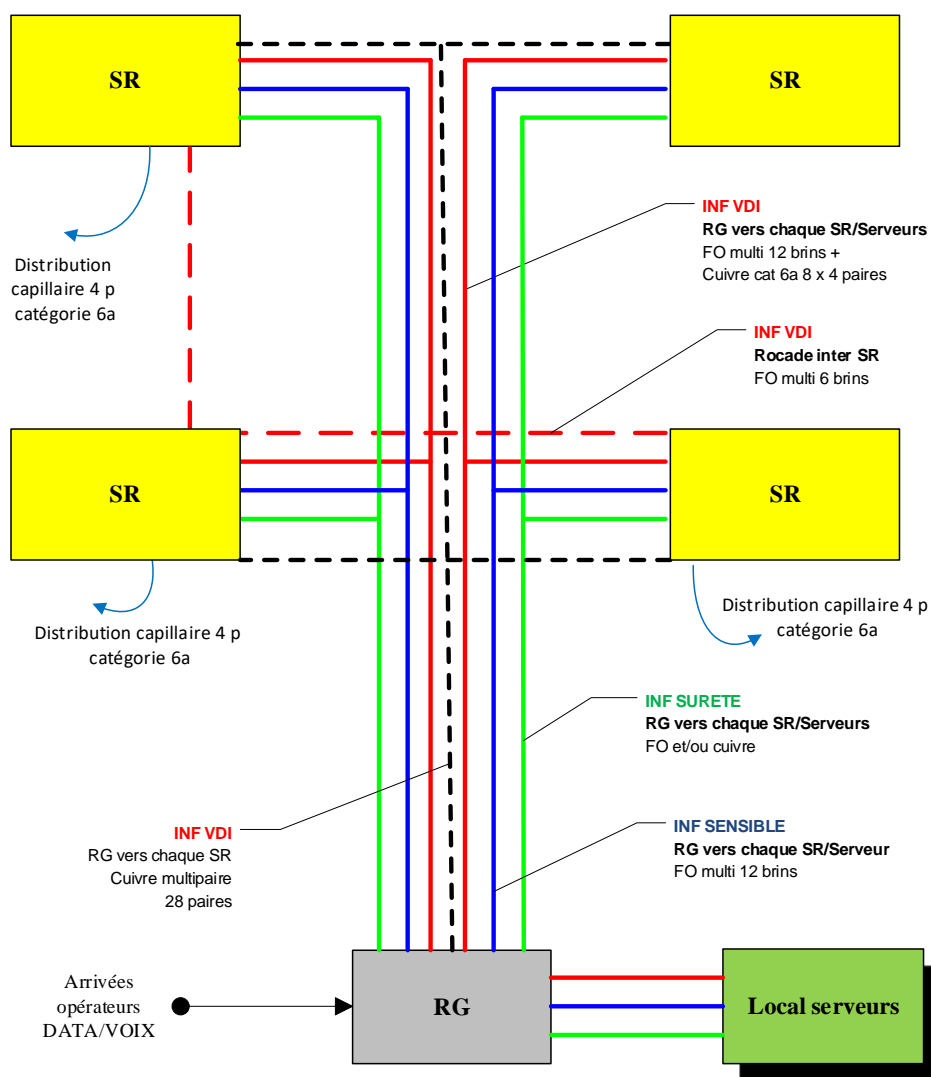 SR
SR
INF VDI
RG vers chaque SR/Serveurs
FO multi 12 brins +
Cuivre cat 6a 8 x 4 paires
Distribution
capillaire 4 p
catégorie 6a
INF VDI
Rocade inter SR
FO multi 6 brins
SR
SR
Distribution capillaire 4 p
catégorie 6a
Distribution capillaire 4 p
catégorie 6a
INF SURETE
RG vers chaque SR/Serveurs
FO et/ou cuivre
INF VDI
RG vers chaque SR
Cuivre multipaire
28 paires
INF SENSIBLE
RG vers chaque SR/Serveur
FO multi 12 brins
Arrivées
opérateurs
DATA/VOIX
RG
Local serveurs